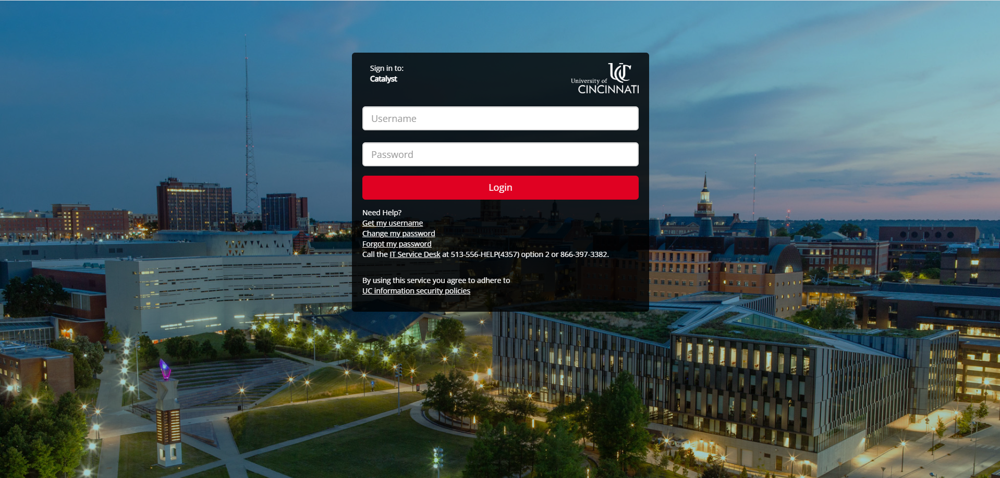 Sign in to:
Catalyst
UC
University of
CINCINNATI
Username
Password
Login
Need Help?
Get my username
Change my password
Forgot my password
Call the IT Service Desk at 513-556-HELP(4357) option 2 or 866-397-3382.
By using this service you agree to adhere to
UC information security policies